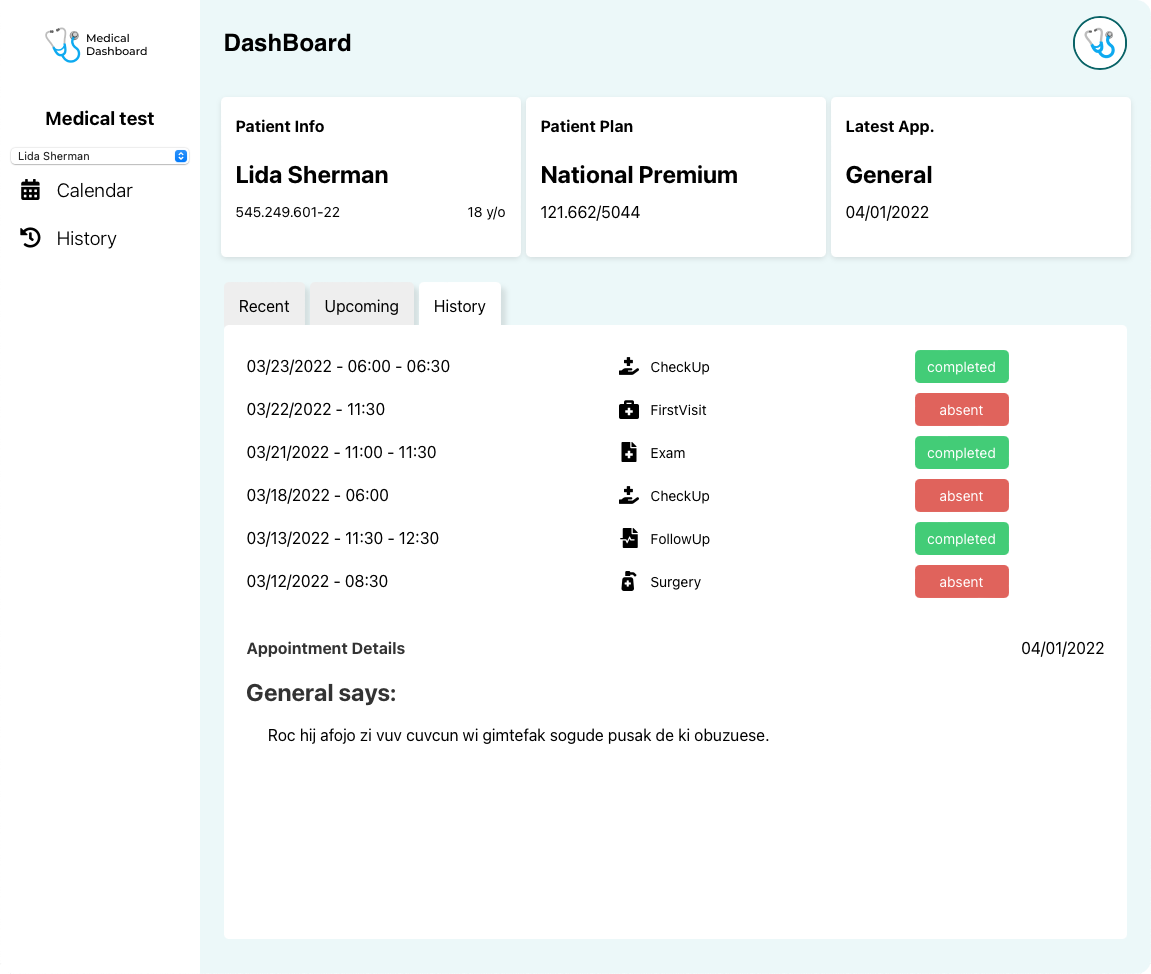 Medical
Dashboard
Medical test
Lida Sherman
Calendar
History
DashBoard
Patient Info
Lida Sherman
545.249.601-22 18 y/o
Patient Plan
National Premium
121.662/5044
Latest App.
General
04/01/2022
Recent Upcoming History
03/23/2022 - 06:00 - 06:30 CheckUp completed
03/22/2022 - 11:30 FirstVisit absent
03/21/2022 - 11:00 - 11:30 Exam completed
03/18/2022 - 06:00 CheckUp absent
03/13/2022 - 11:30 - 12:30 FollowUp completed
03/12/2022 - 08:30 Surgery absent
Appointment Details 04/01/2022
General says:
Roc hij afojo zi vuv cuvcun wi gimtefak sogude pusak de ki obuzuese.